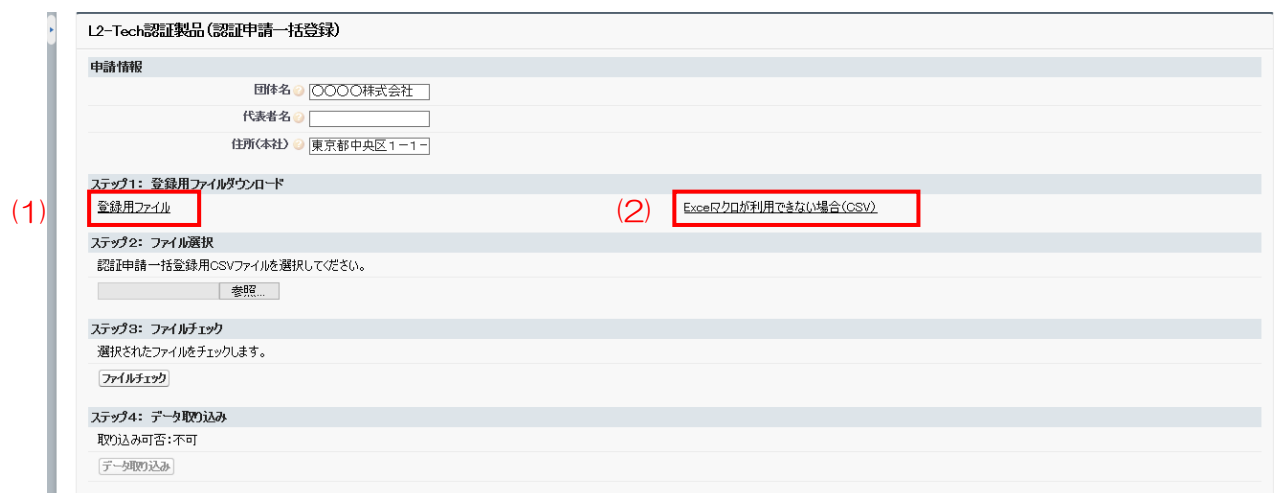 L2-Tech認証製品(認証申請一括登録)
申請情報
団体名 〇〇〇〇株式会社
代表者名
住所(本社) 東京都中央区1-1-
ステップ1: 登録用ファイルダウンロード
(1) 登録用ファイル (2) Excelマクロが利用できない場合(CSV)
ステップ2: ファイル選択
認証申請一括登録用CSVファイルを選択してください。
参照...
ステップ3: ファイルチェック
選択されたファイルをチェックします。
ファイルチェック
ステップ4: データ取り込み
取り込み可否:不可
データ取り込み